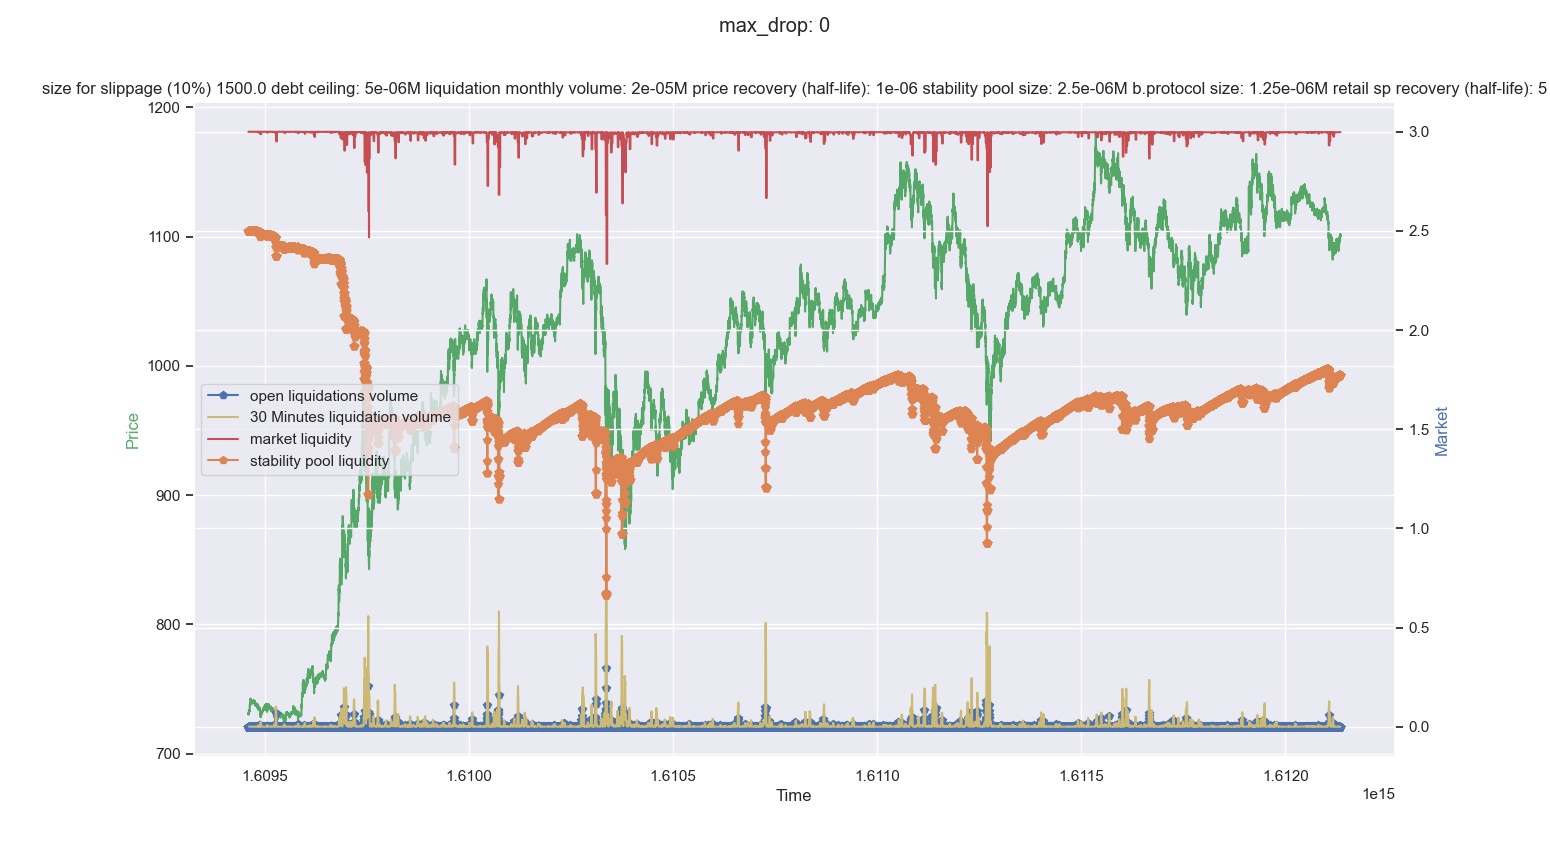 max_drop: 0
size for slippage (10%) 1500.0 debt ceiling: 5e-06M liquidation monthly volume: 2e-05M price recovery (half-life): 1e-06 stability pool size: 2.5e-06M b.protocol size: 1.25e-06M retail sp recovery (half-life): 5
1200
1100
1000
900
800
700
Price
3.0
2.5
2.0
1.5
1.0
0.5
0.0
Market
open liquidations volume
30 Minutes liquidation volume
market liquidity
stability pool liquidity
1.6095 1.6100 1.6105 1.6110 1.6115 1.6120
Time
1e15